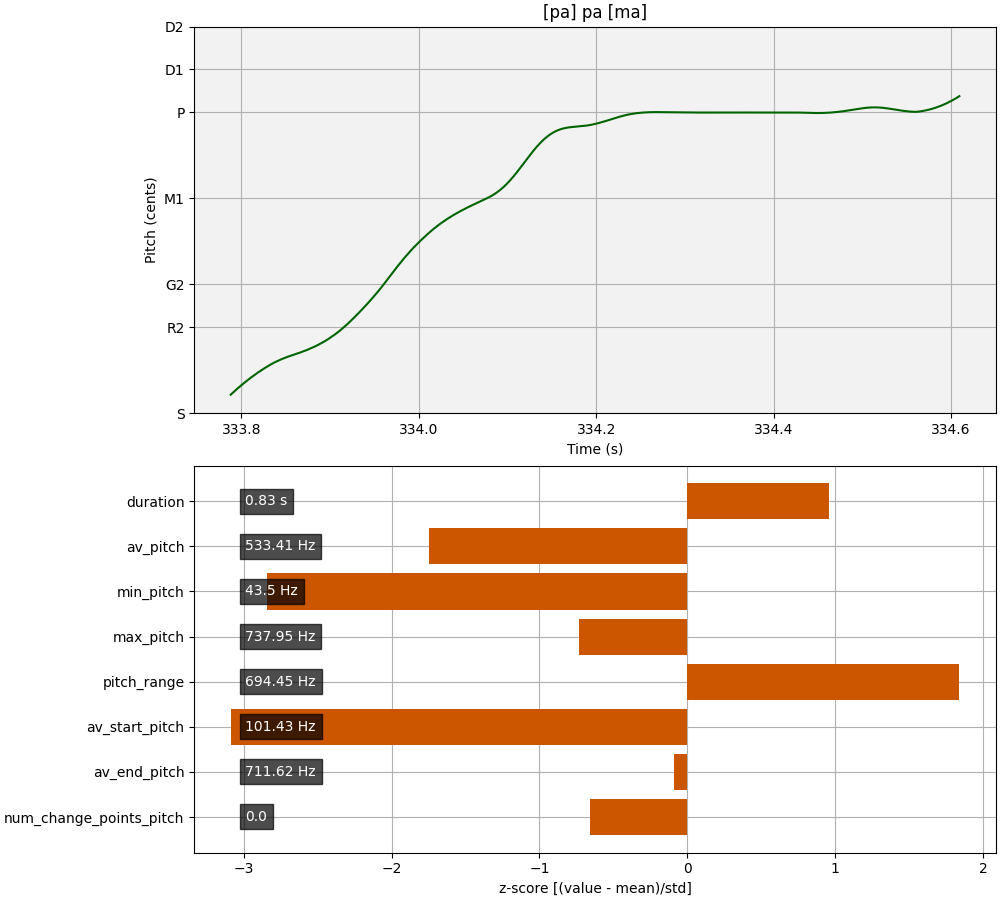 [pa] pa [ma]
D2
D1
P
M1
G2
R2
S
Pitch (cents)
333.8 334.0 334.2 334.4 334.6
Time (s)
duration 0.83 s
av_pitch 533.41 Hz
min_pitch 43.5 Hz
max_pitch 737.95 Hz
pitch_range 694.45 Hz
av_start_pitch 101.43 Hz
av_end_pitch 711.62 Hz
num_change_points_pitch 0.0
−3 −2 −1 0 1 2
z-score [(value - mean)/std]